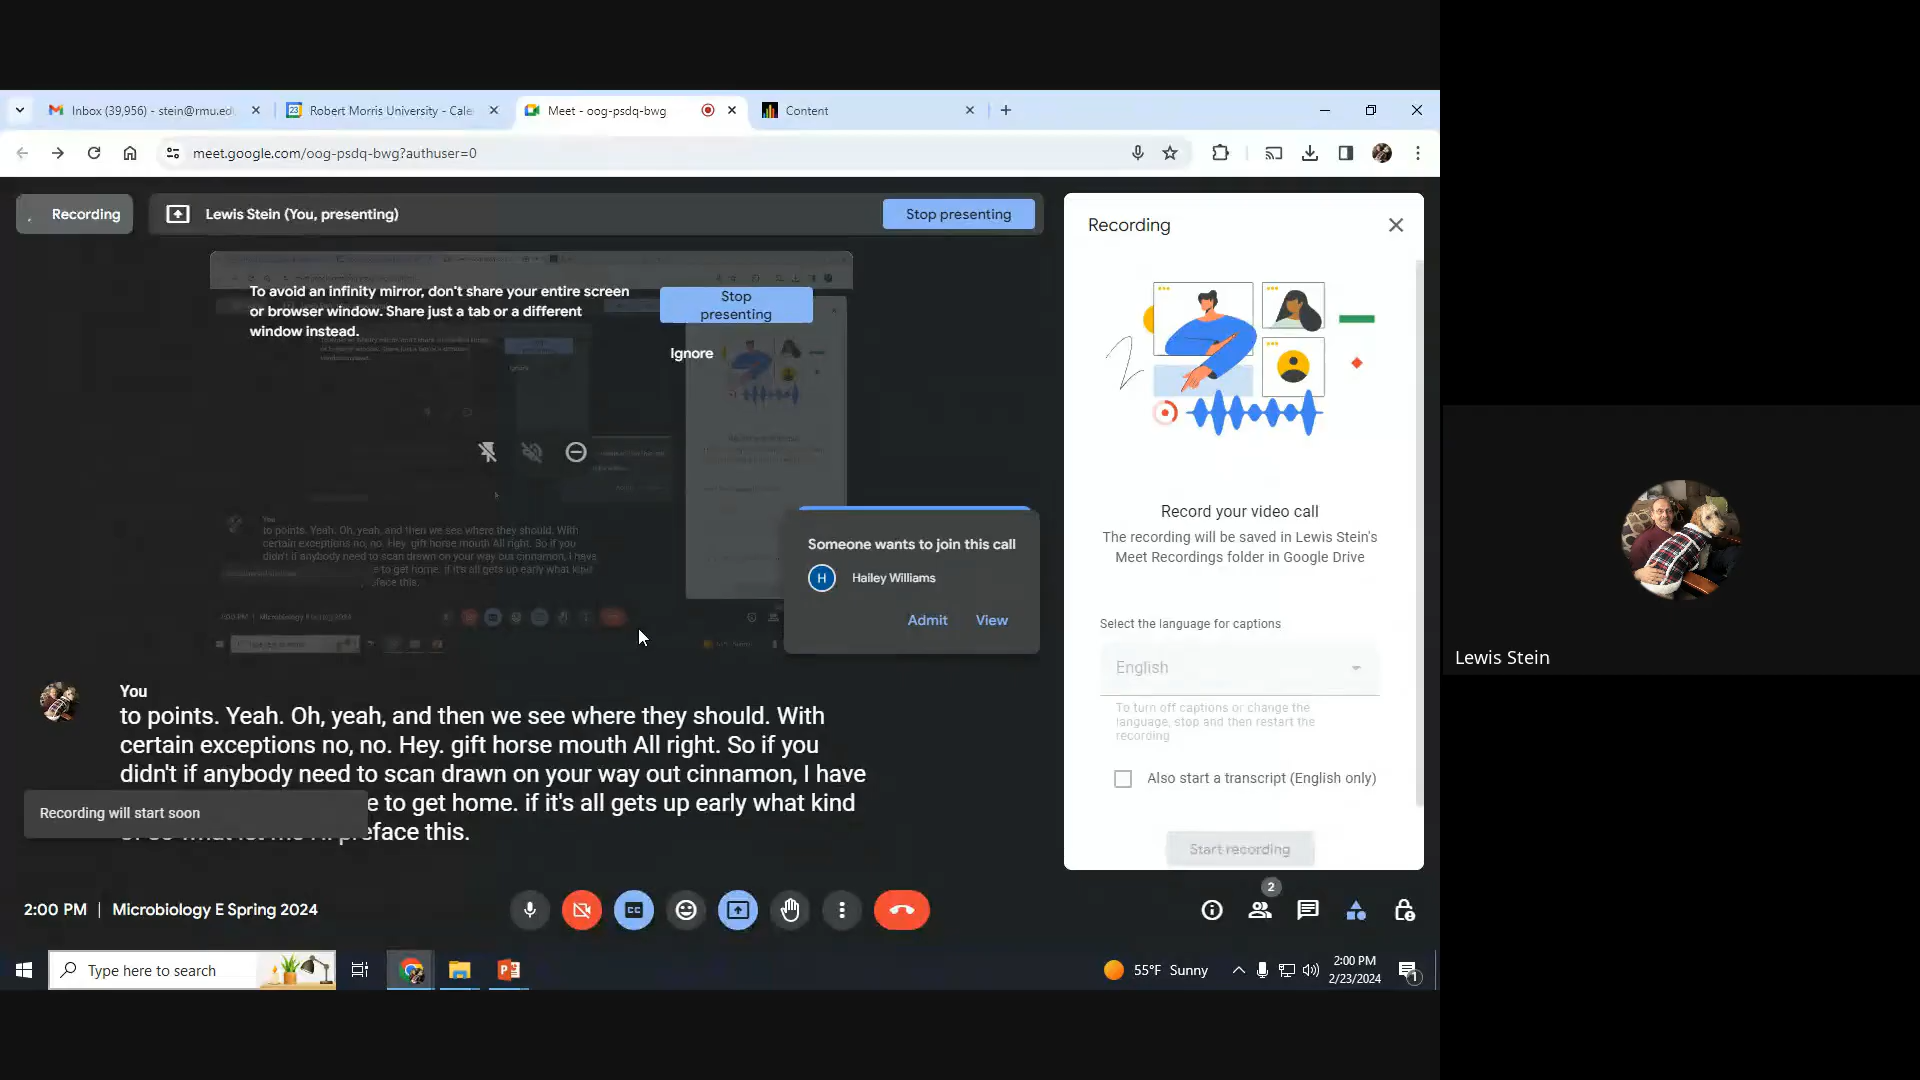 Inbox (39,956) - stein@rmu.ed
Robert Morris University - Cale
Meet - oog-psdq-bwg
Content
meet.google.com/oog-psdq-bwg?authuser=0
Recording
Lewis Stein (You, presenting)
Stop presenting
To avoid an infinity mirror, don't share your entire screen
or browser window. Share just a tab or a different
window instead.
Stop
presenting
Ignore
Someone wants to join this call
H
Hailey Williams
Admit
View
You
to points. Yeah. Oh, yeah, and then we see where they should. With
certain exceptions no, no. Hey. gift horse mouth All right. So if you
didn't if anybody need to scan drawn on your way out cinnamon, I have
e to get home. if it's all gets up early what kind
preface this.
Recording will start soon
2:00 PM | Microbiology E Spring 2024
Recording
Record your video call
The recording will be saved in Lewis Stein's
Meet Recordings folder in Google Drive
Select the language for captions
English
To turn off captions or change the
language, stop and then restart the
recording
Also start a transcript (English only)
Start recording
2
CC
Type here to search
55°F Sunny
2:00 PM
2/23/2024
1
Lewis Stein